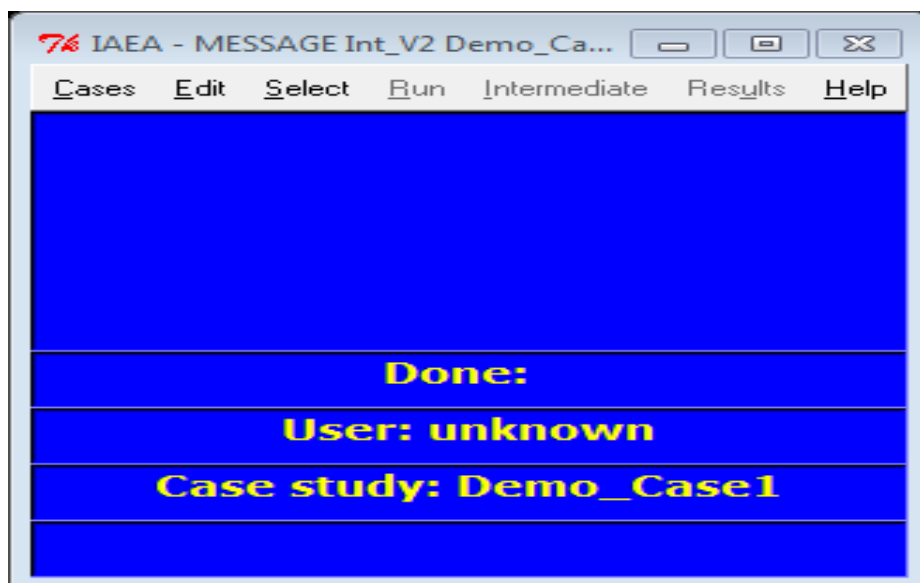 IAEA - MESSAGE Int_V2 Demo_Ca...
Cases Edit Select Run Intermediate Results Help
Done:
User: unknown
Case study: Demo_Case1